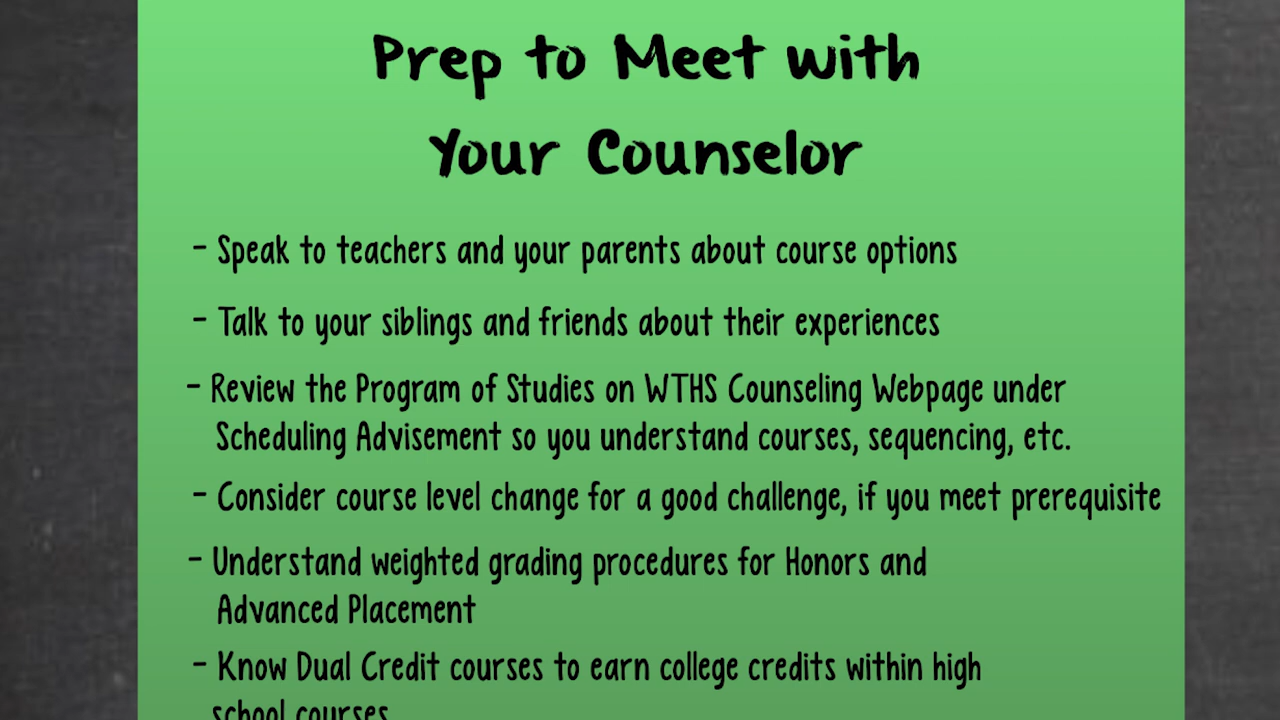 Prep to Meet with
Your Counselor
- Speak to teachers and your parents about course options
- Talk to your siblings and friends about their experiences
- Review the Program of Studies on WTHS Counseling Webpage under
Scheduling Advisement so you understand courses, sequencing, etc.
- Consider course level change for a good challenge, if you meet prerequisite
- Understand weighted grading procedures for Honors and
Advanced Placement
- Know Dual Credit courses to earn college credits within high
school courses